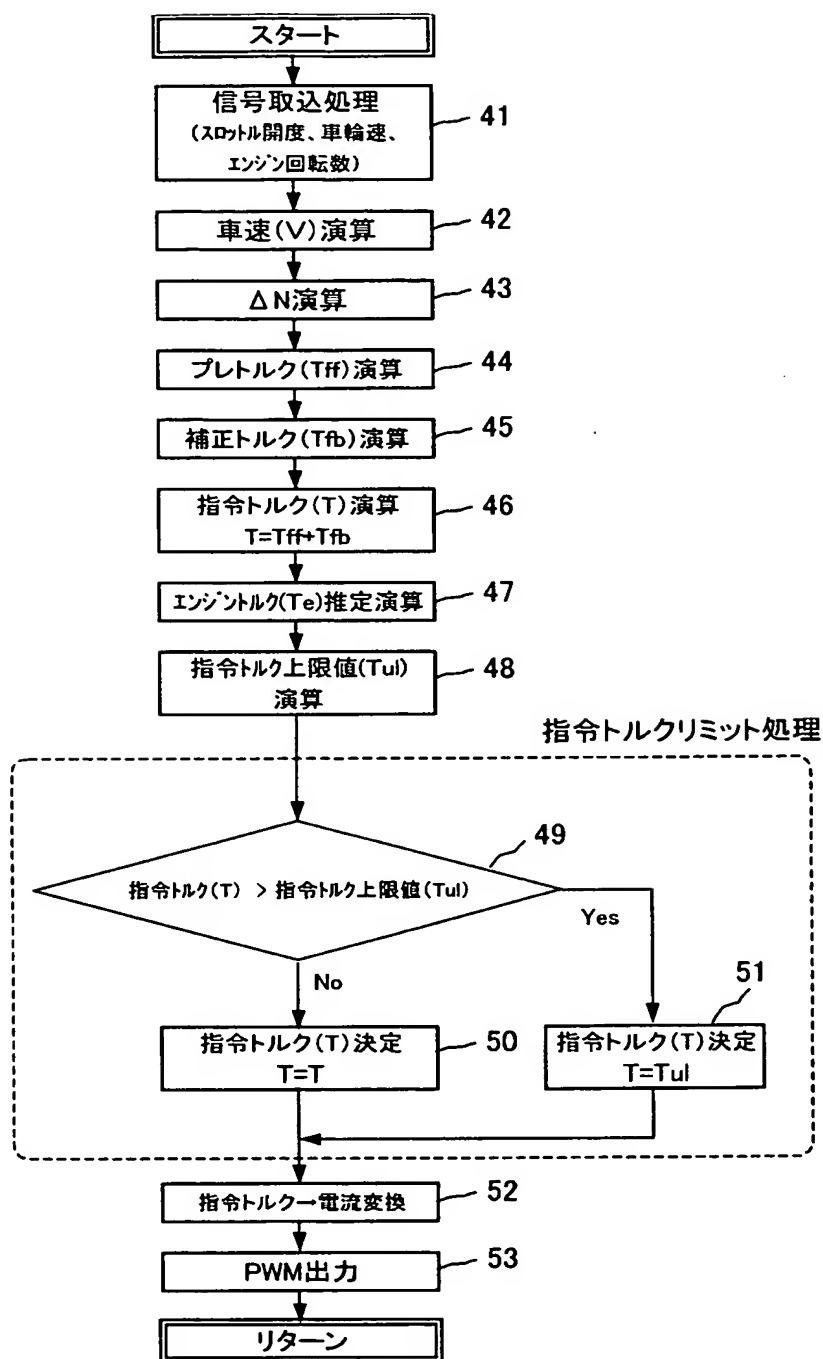 スタート
信号取込処理
(スロットル開度、車輪速、
エンジン回転数)
41
車速(V)演算
42
ΔN演算
43
プレトルク(Tff)演算
44
補正トルク(Tfb)演算
45
指令トルク(T)演算
T=Tff+Tfb
46
エンジントルク(Te)推定演算
47
指令トルク上限値(Tul)
演算
48
指令トルクリミット処理
49
指令トルク(T) > 指令トルク上限値(Tul)
Yes
No
51
指令トルク(T)決定
T=T
50
指令トルク(T)決定
T=Tul
指令トルク→電流変換
52
PWM出力
53
リターン